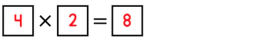 4 × 2 = 8